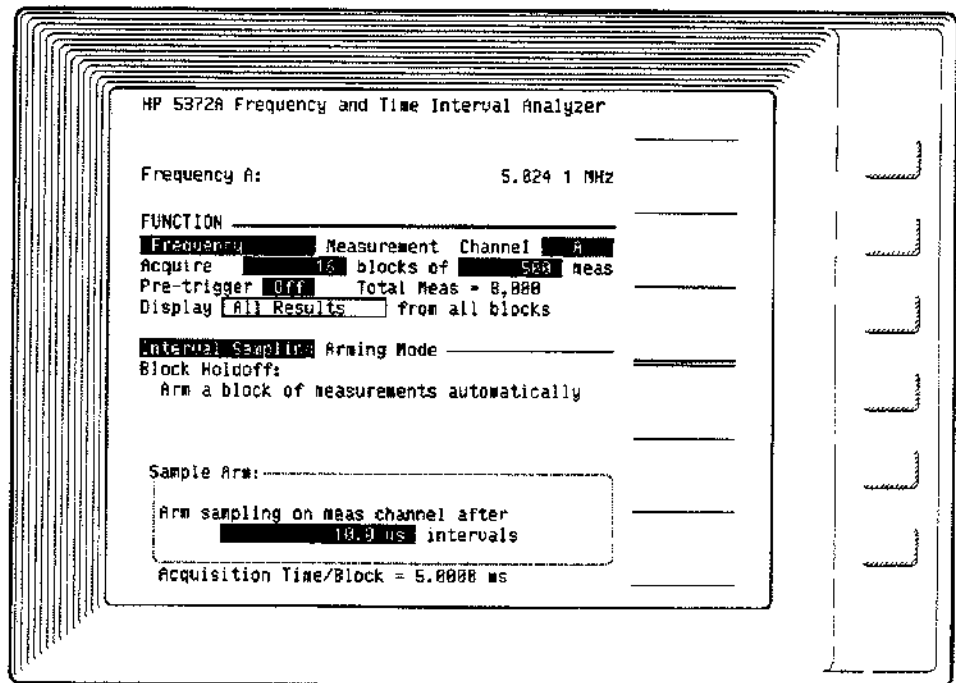 HP 5372A Frequency and Time Interval Analyzer
Frequency A: 5.024 1 MHz
FUNCTION
Frequency Measurement Channel A
Acquire 16 blocks of 500 meas
Pre-trigger Off Total Meas = 8,000
Display All Results from all blocks
Interval Sampling Arming Mode
Block Holdoff:
Arm a block of measurements automatically
Sample Arm:
Arm sampling on meas channel after
10.0 us intervals
Acquisition Time/Block = 5.0000 ms